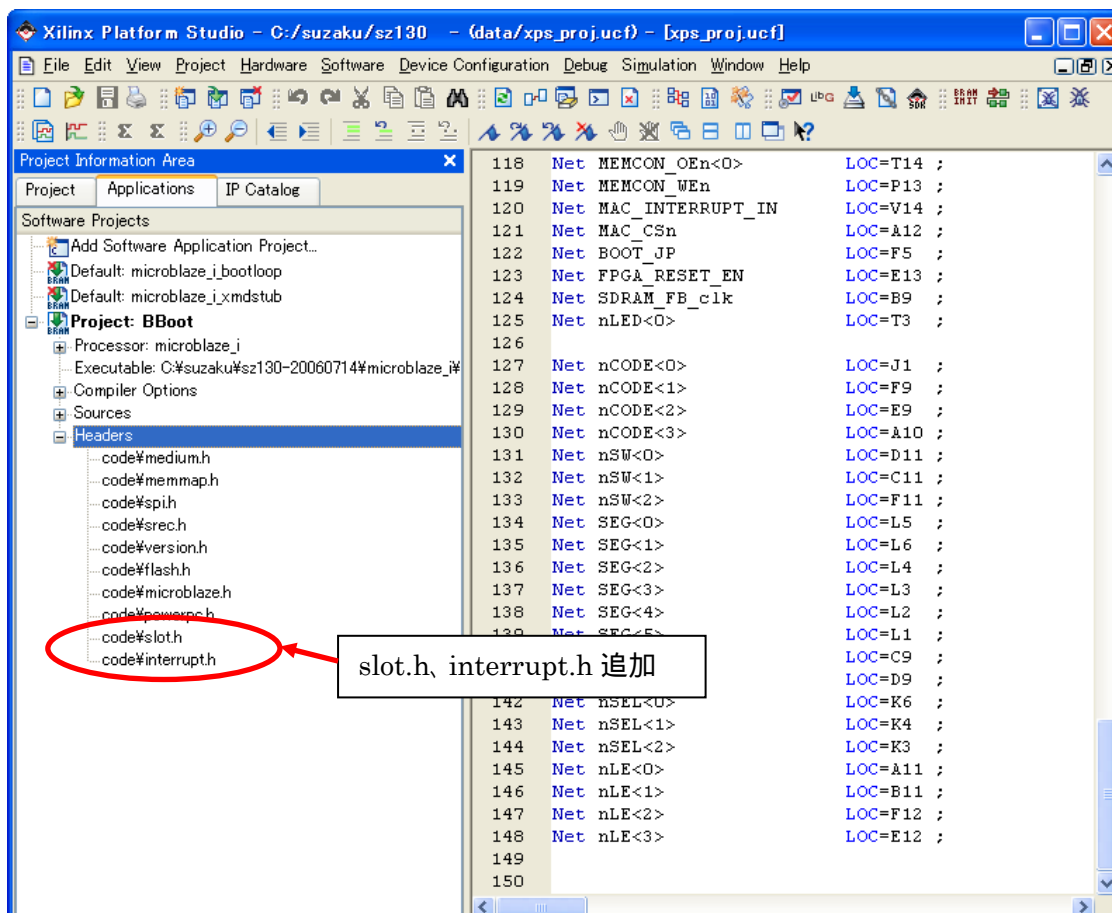 Xilinx Platform Studio - C:/suzaku/sz130 - (data/xps_proj.ucf) - [xps_proj.ucf]
File Edit View Project Hardware Software Device Configuration Debug Simulation Window Help
Project Information Area
Project Applications IP Catalog
Software Projects
Add Software Application Project...
Default: microblaze_i_bootloop
Default: microblaze_i_xmdstub
Project: BBoot
Processor: microblaze_i
Executable: C:¥suzaku¥sz130-20060714¥microblaze_i¥
Compiler Options
Sources
Headers
code¥medium.h
code¥memmap.h
code¥spi.h
code¥srec.h
code¥version.h
code¥flash.h
code¥microblaze.h
code¥powerpc.h
code¥slot.h
code¥interrupt.h
slot.h、interrupt.h 追加
118 Net MEMCON_OEn<0> LOC=T14 ;
119 Net MEMCON_WEn LOC=P13 ;
120 Net MAC_INTERRUPT_IN LOC=V14 ;
121 Net MAC_CSn LOC=A12 ;
122 Net BOOT_JP LOC=F5 ;
123 Net FPGA_RESET_EN LOC=E13 ;
124 Net SDRAM_FB_clk LOC=B9 ;
125 Net nLED<0> LOC=T3 ;
126
127 Net nCODE<0> LOC=J1 ;
128 Net nCODE<1> LOC=F9 ;
129 Net nCODE<2> LOC=E9 ;
130 Net nCODE<3> LOC=A10 ;
131 Net nSW<0> LOC=D11 ;
132 Net nSW<1> LOC=C11 ;
133 Net nSW<2> LOC=F11 ;
134 Net SEG<0> LOC=L5 ;
135 Net SEG<1> LOC=L6 ;
136 Net SEG<2> LOC=L4 ;
137 Net SEG<3> LOC=L3 ;
138 Net SEG<4> LOC=L2 ;
139 Net SEG<5> LOC=L1 ;
LOC=C9 ;
LOC=D9 ;
142 Net nSEL<0> LOC=K6 ;
143 Net nSEL<1> LOC=K4 ;
144 Net nSEL<2> LOC=K3 ;
145 Net nLE<0> LOC=A11 ;
146 Net nLE<1> LOC=B11 ;
147 Net nLE<2> LOC=F12 ;
148 Net nLE<3> LOC=E12 ;
149
150